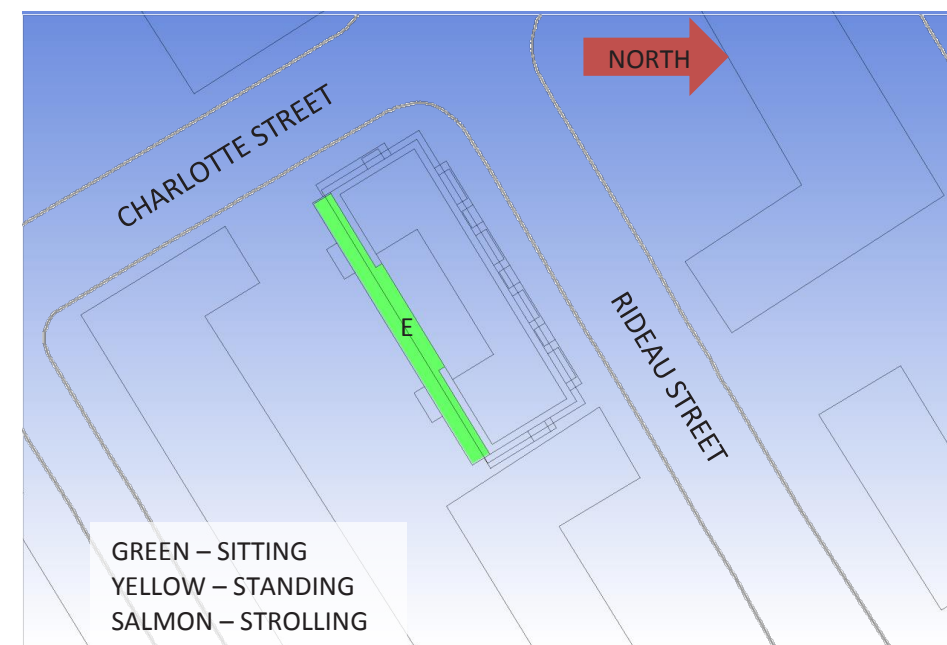 NORTH
CHARLOTTE STREET
E
RIDEAU STREET
GREEN – SITTING
YELLOW – STANDING
SALMON – STROLLING